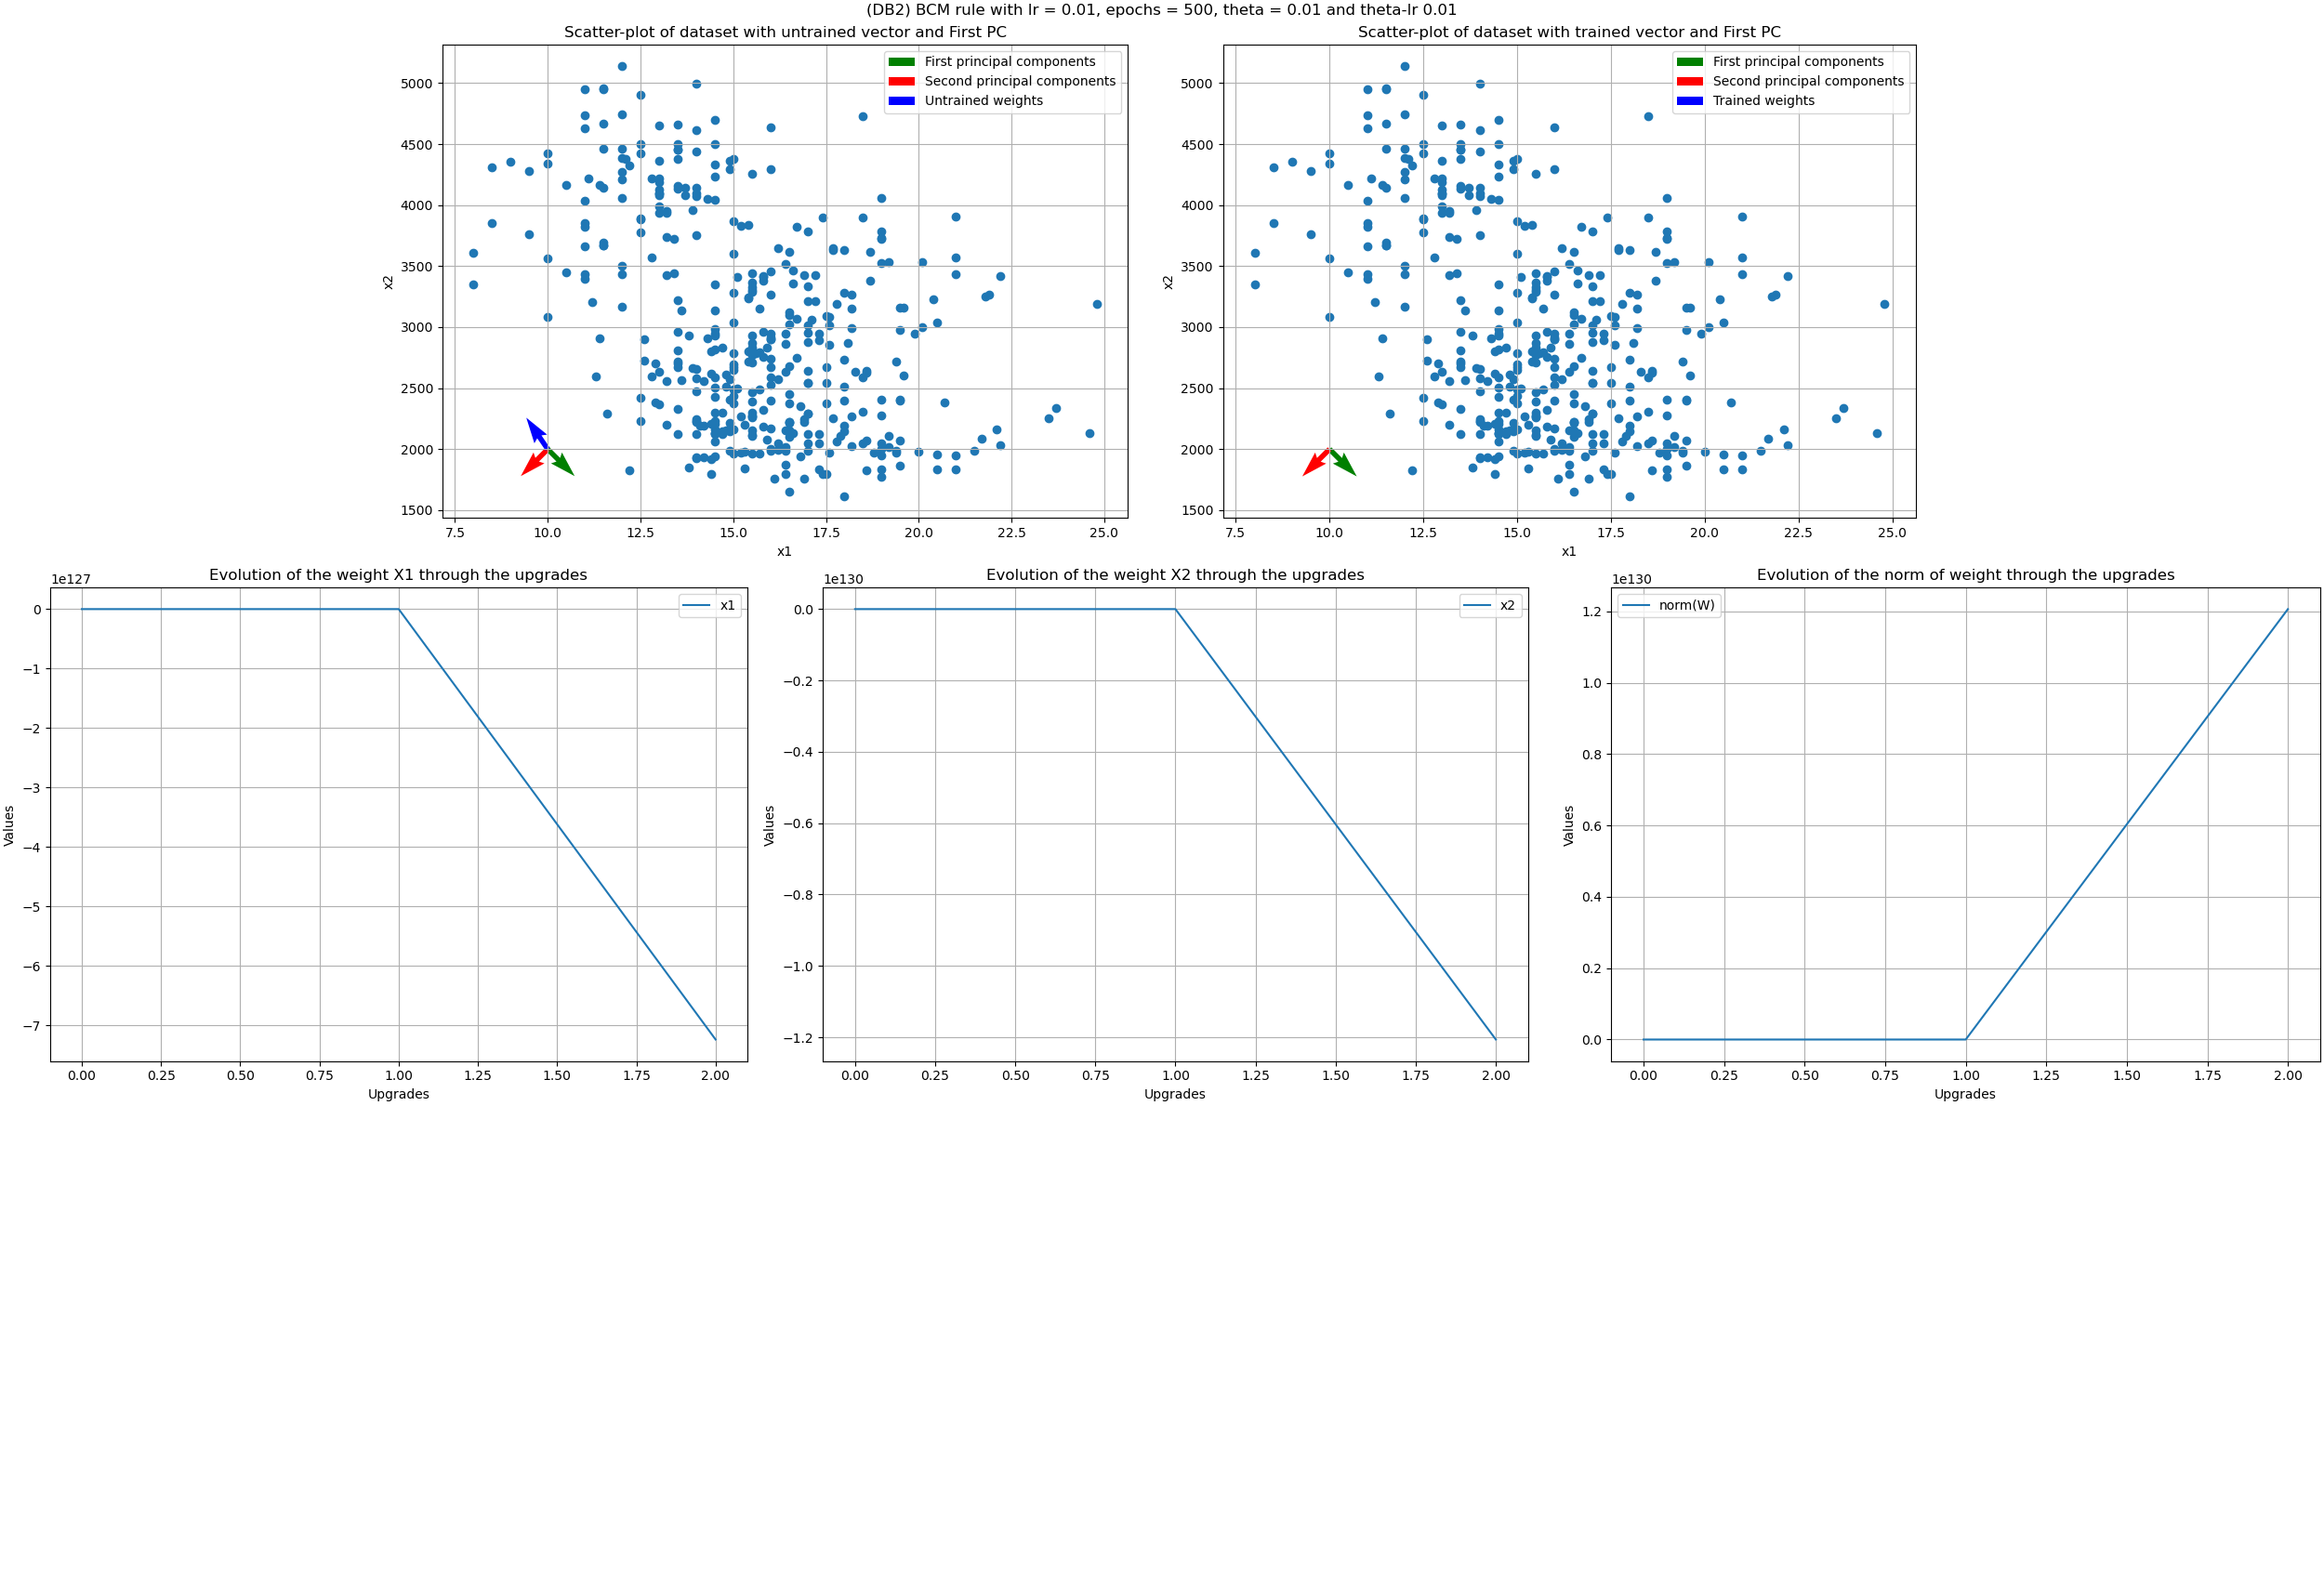 (DB2) BCM rule with lr = 0.01, epochs = 500, theta = 0.01 and theta-lr 0.01
Scatter-plot of dataset with untrained vector and First PC
First principal components
Second principal components
Untrained weights
5000
4500
4000
3500
3000
2500
2000
1500
x2
7.5 10.0 12.5 15.0 17.5 20.0 22.5 25.0
x1
Scatter-plot of dataset with trained vector and First PC
First principal components
Second principal components
Trained weights
5000
4500
4000
3500
3000
2500
2000
1500
x2
7.5 10.0 12.5 15.0 17.5 20.0 22.5 25.0
x1
1e127
Evolution of the weight X1 through the upgrades
x1
0
−1
−2
−3
−4
−5
−6
−7
Values
0.00 0.25 0.50 0.75 1.00 1.25 1.50 1.75 2.00
Upgrades
1e130
Evolution of the weight X2 through the upgrades
x2
0.0
−0.2
−0.4
−0.6
−0.8
−1.0
−1.2
Values
0.00 0.25 0.50 0.75 1.00 1.25 1.50 1.75 2.00
Upgrades
1e130
Evolution of the norm of weight through the upgrades
norm(W)
1.2
1.0
0.8
0.6
0.4
0.2
0.0
Values
0.00 0.25 0.50 0.75 1.00 1.25 1.50 1.75 2.00
Upgrades